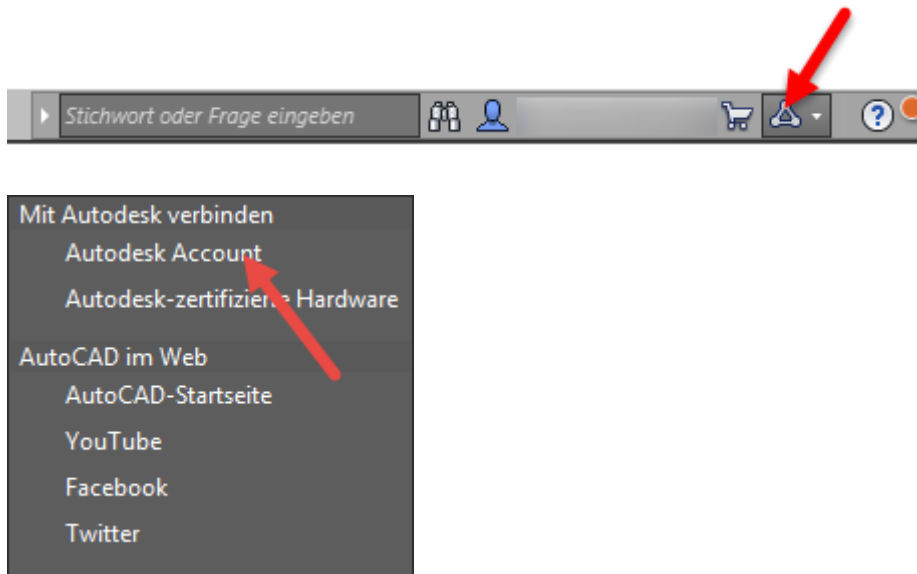 Stichwort oder Frage eingeben
?
Mit Autodesk verbinden
Autodesk Account
Autodesk-zertifizierte Hardware
AutoCAD im Web
AutoCAD-Startseite
YouTube
Facebook
Twitter